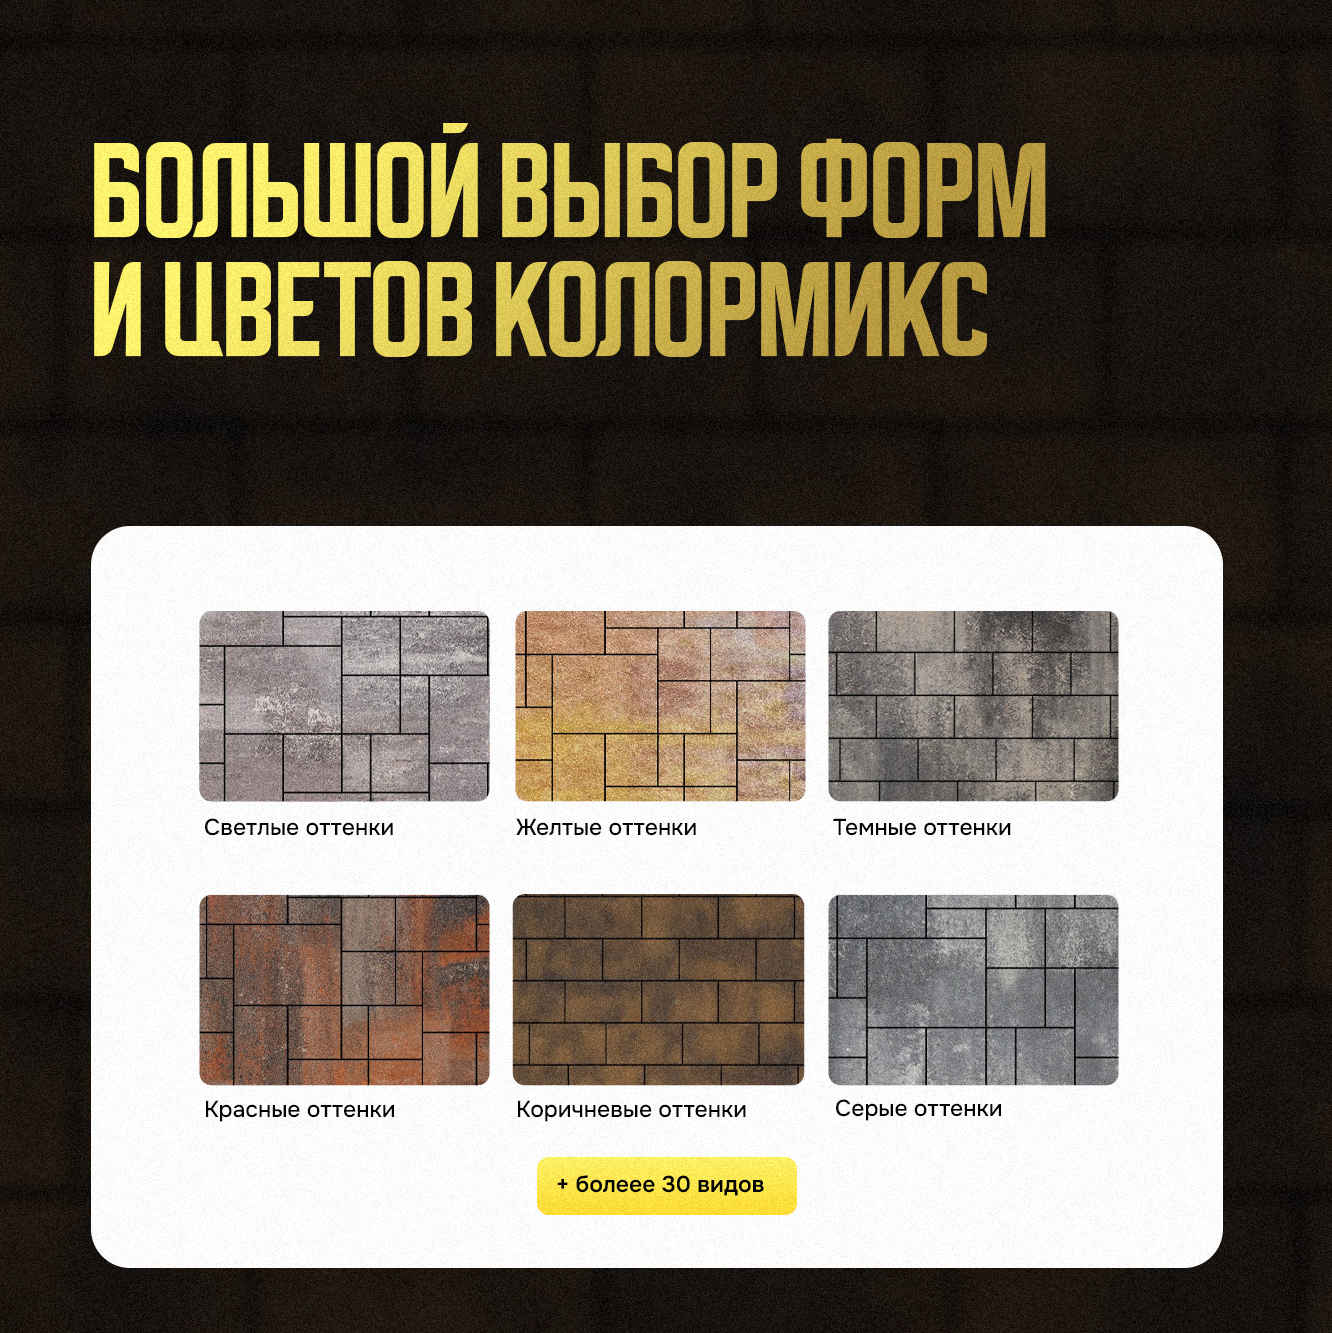 БОЛЬШОЙ ВЫБОР ФОРМ
И ЦВЕТОВ КОЛОРМИКС
Светлые оттенки
Желтые оттенки
Темные оттенки
Красные оттенки
Коричневые оттенки
Серые оттенки
+ болеее 30 видов